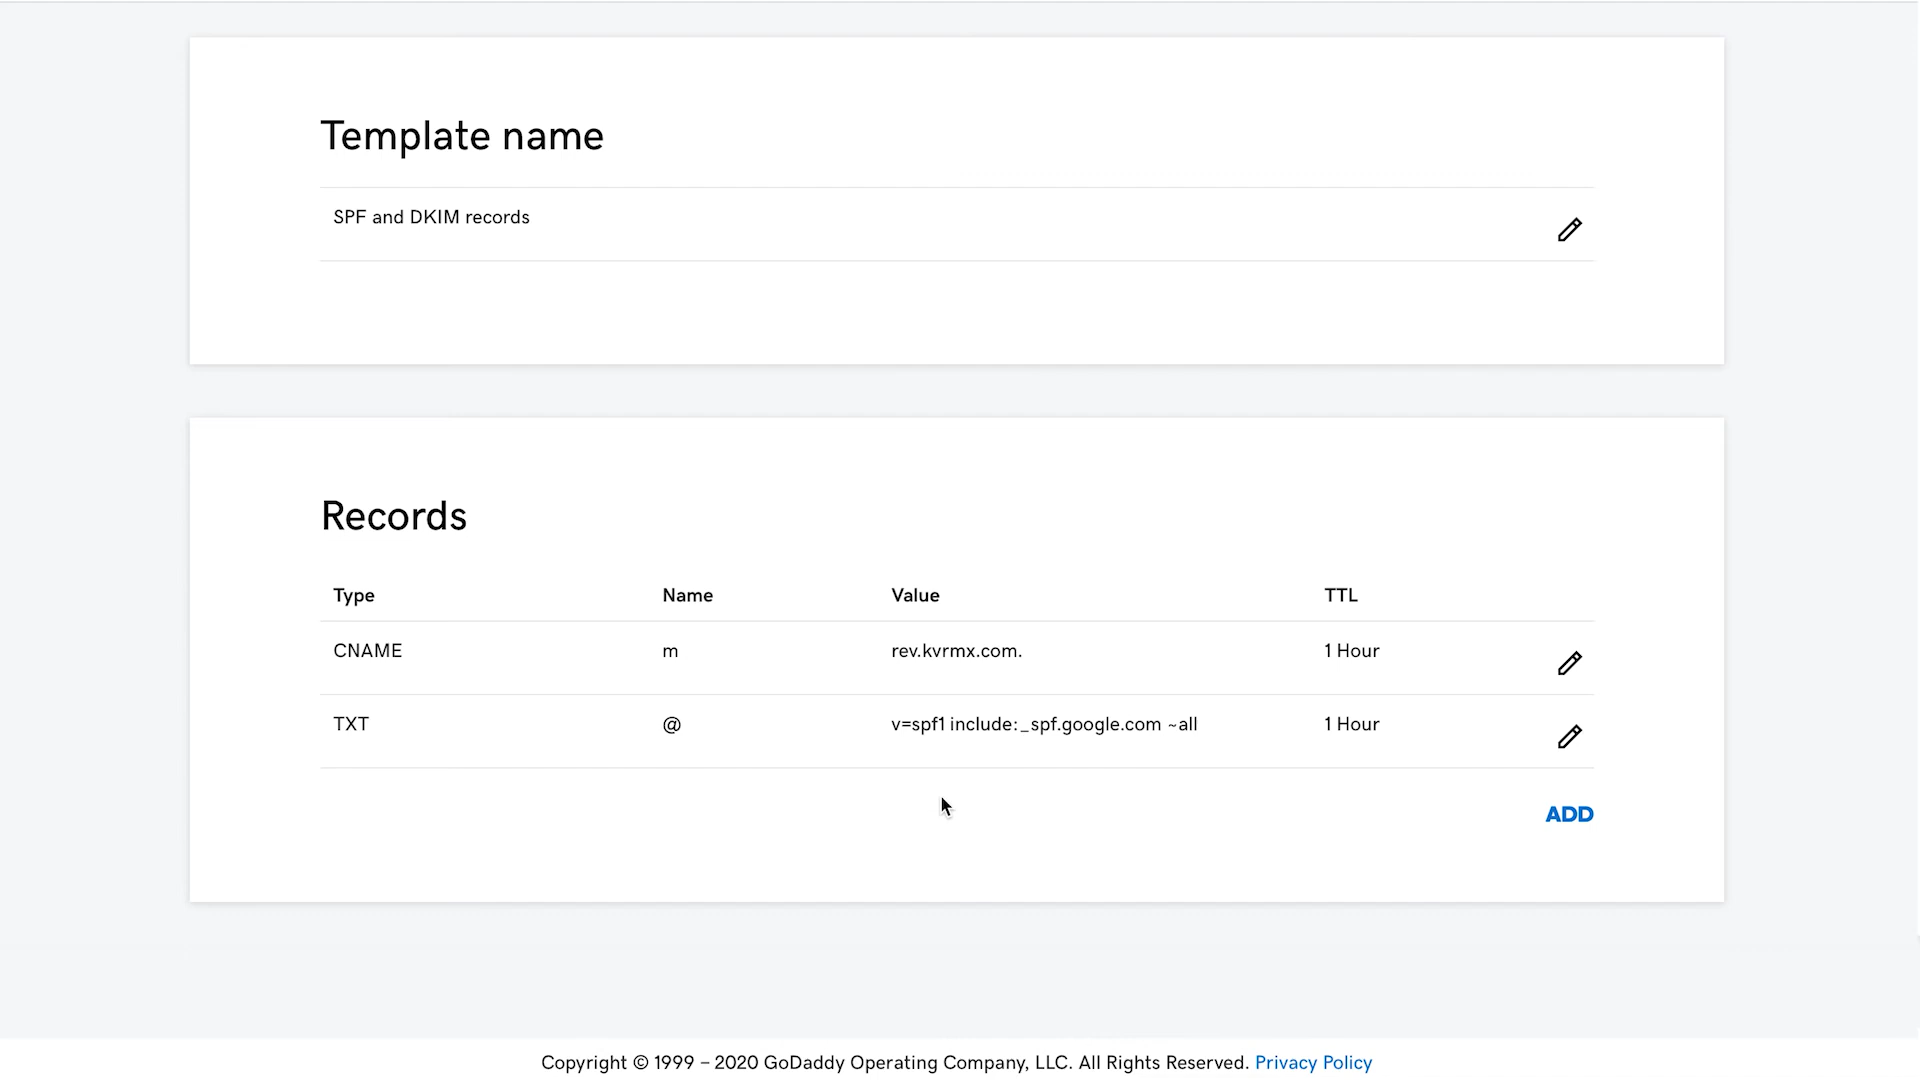 Template name
SPF and DKIM records
Records
Type Name Value TTL
CNAME m rev.kvrmx.com. 1 Hour
TXT @ v=spf1 include:_spf.google.com ~all 1 Hour
ADD
Copyright © 1999 – 2020 GoDaddy Operating Company, LLC. All Rights Reserved. Privacy Policy